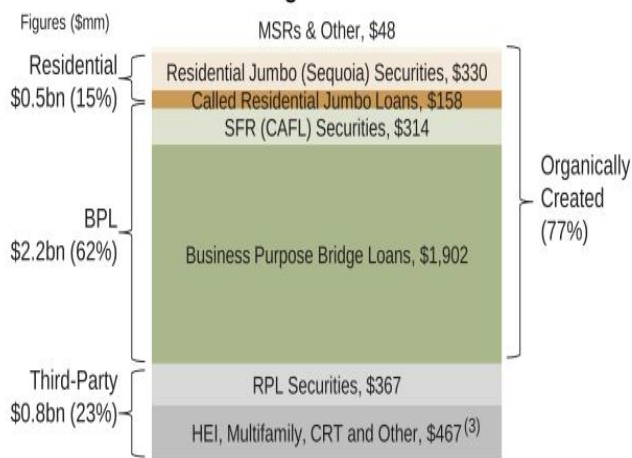 Figures ($mm)
MSRs & Other, $48
Residential
$0.5bn (15%)
Residential Jumbo (Sequoia) Securities, $330
Called Residential Jumbo Loans, $158
SFR (CAFL) Securities, $314
BPL
$2.2bn (62%)
Business Purpose Bridge Loans, $1,902
Organically
Created
(77%)
Third-Party
$0.8bn (23%)
RPL Securities, $367
HEI, Multifamily, CRT and Other, $467(3)